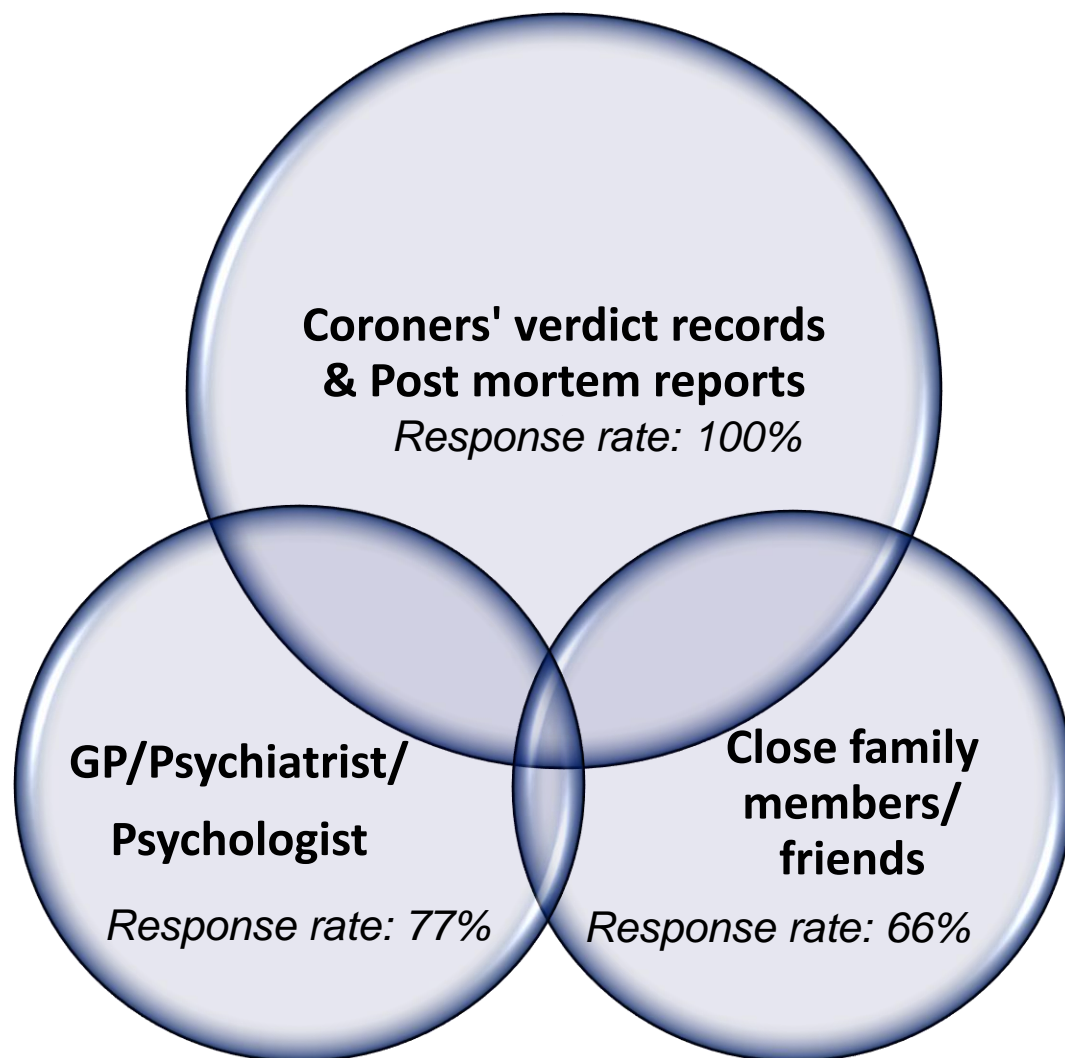 Coroners' verdict records
& Post mortem reports
Response rate: 100%
GP/Psychiatrist/
Psychologist
Response rate: 77%
Close family
members/
friends
Response rate: 66%